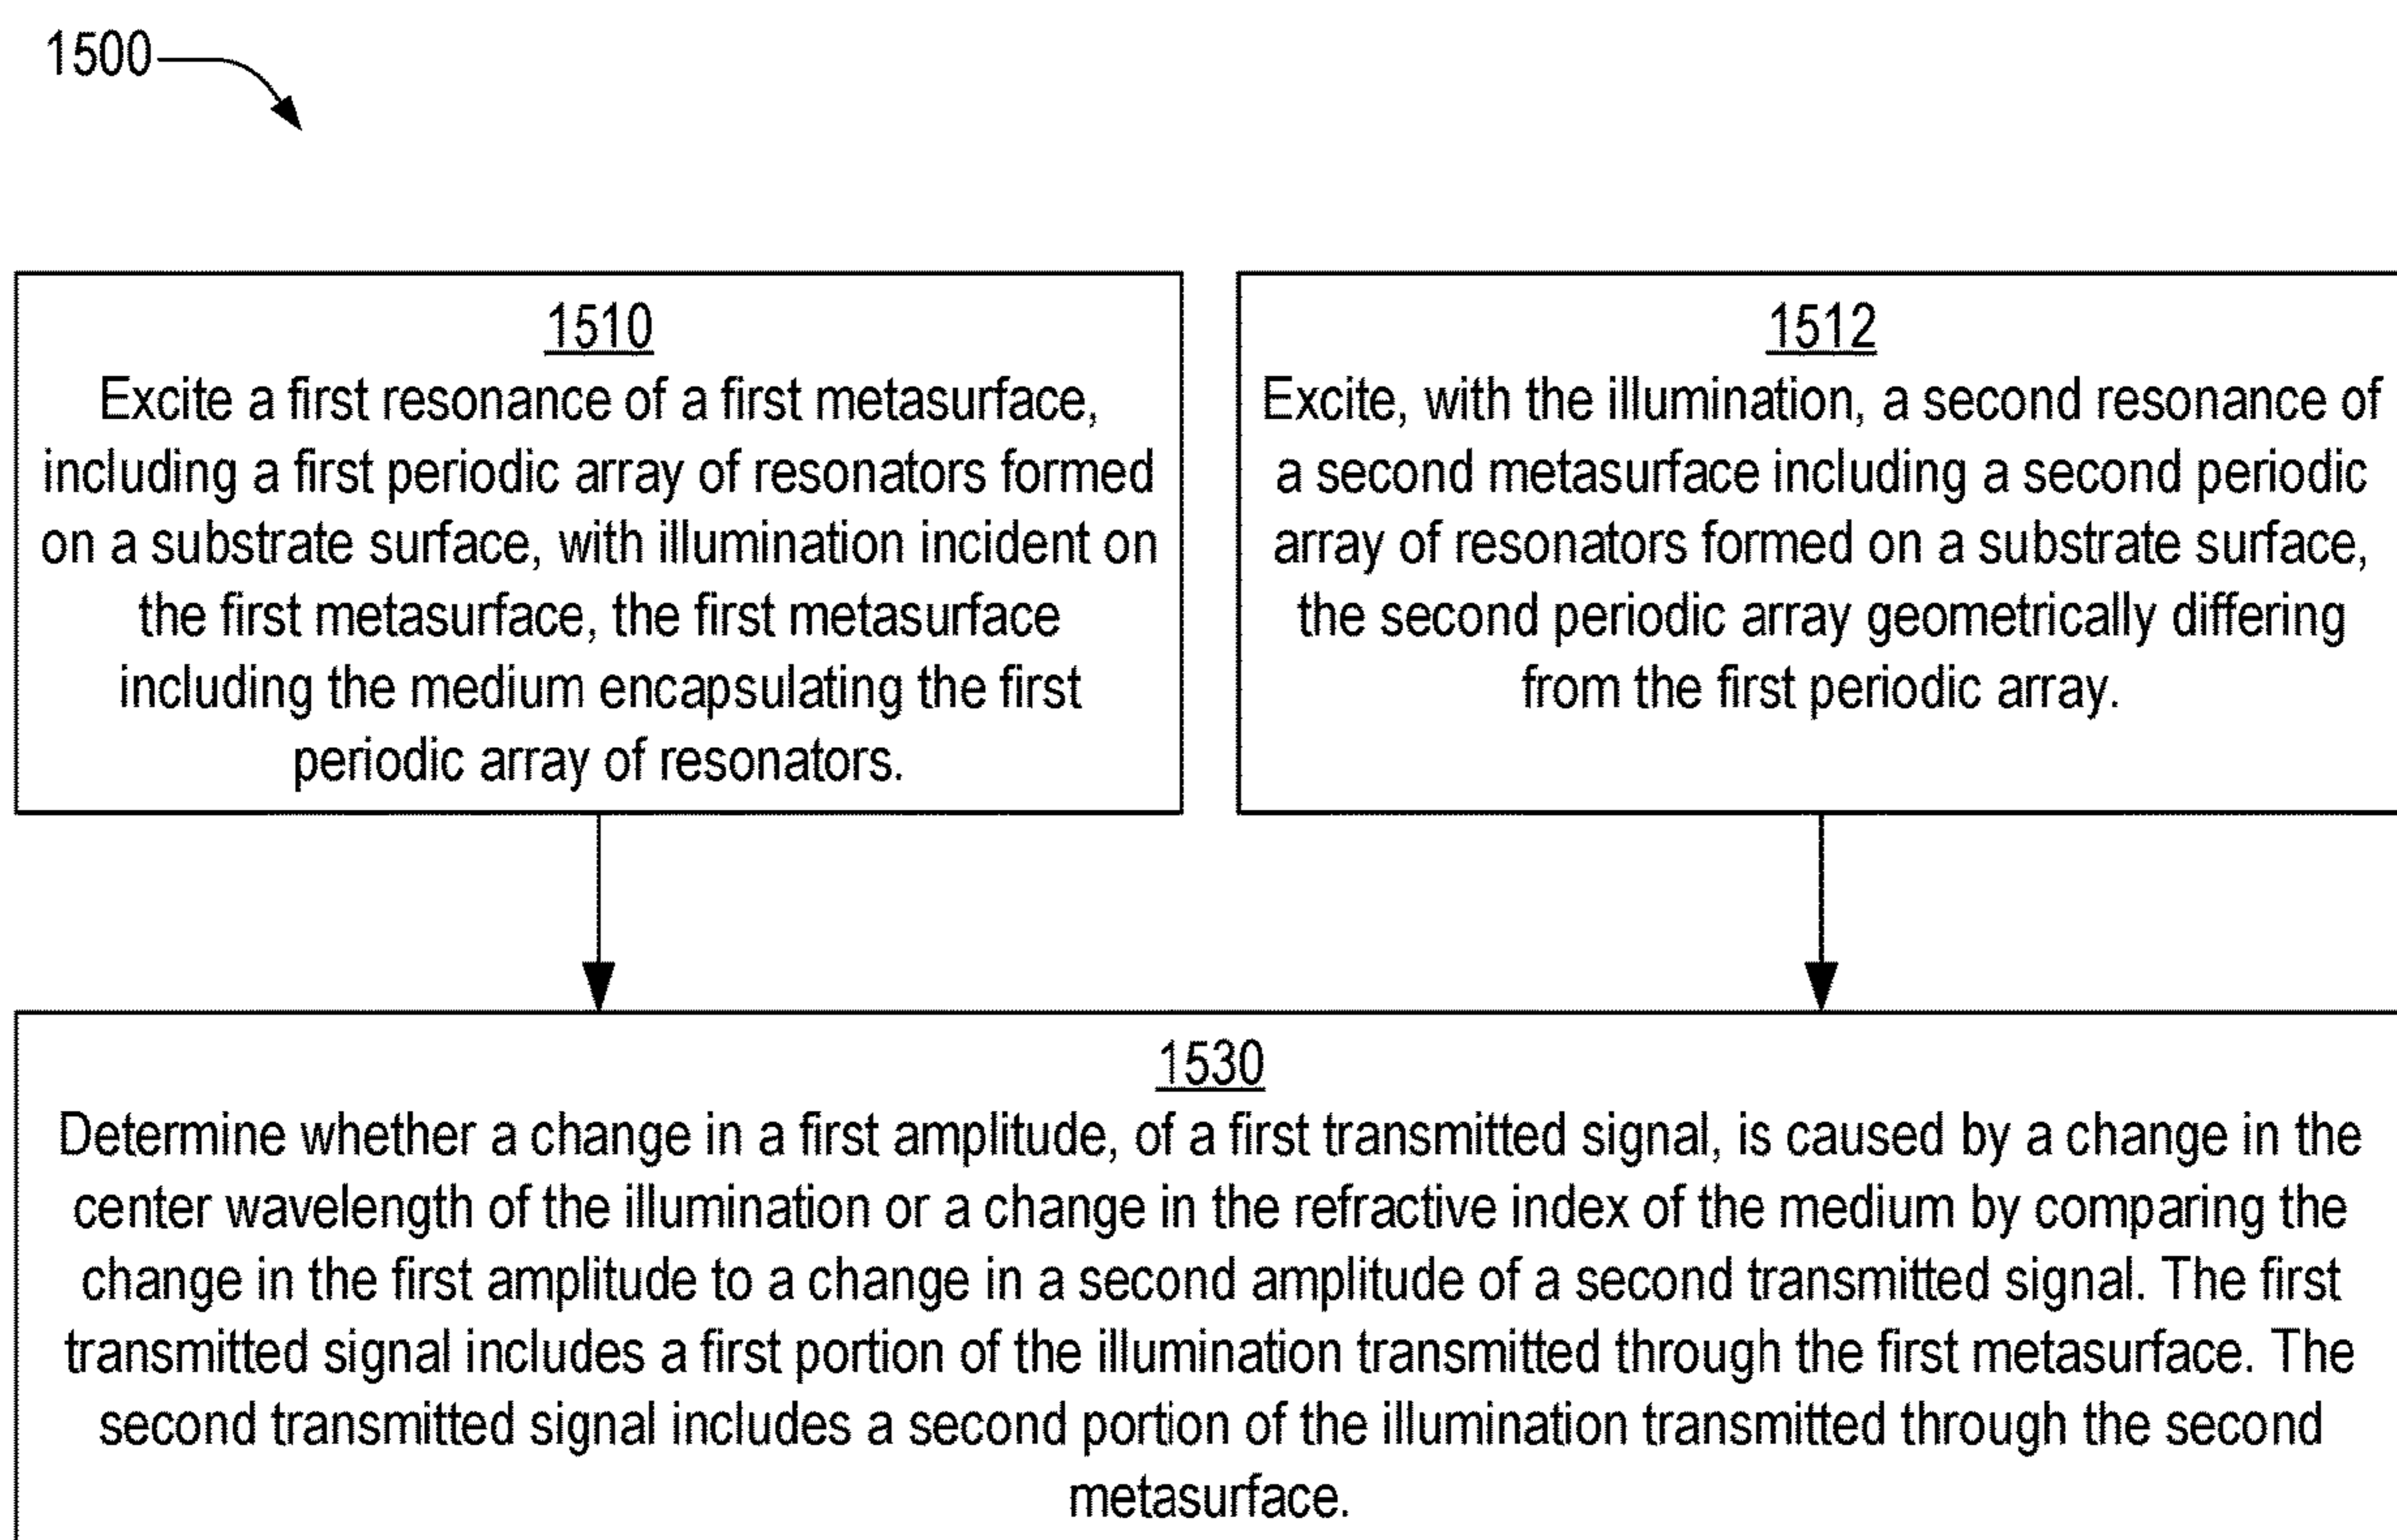 1500
1510
Excite a first resonance of a first metasurface,
including a first periodic array of resonators formed
on a substrate surface, with illumination incident on
the first metasurface, the first metasurface
including the medium encapsulating the first
periodic array of resonators.
1512
Excite, with the illumination, a second resonance of
a second metasurface including a second periodic
array of resonators formed on a substrate surface,
the second periodic array geometrically differing
from the first periodic array.
1530
Determine whether a change in a first amplitude, of a first transmitted signal, is caused by a change in the
center wavelength of the illumination or a change in the refractive index of the medium by comparing the
change in the first amplitude to a change in a second amplitude of a second transmitted signal. The first
transmitted signal includes a first portion of the illumination transmitted through the first metasurface. The
second transmitted signal includes a second portion of the illumination transmitted through the second
metasurface.